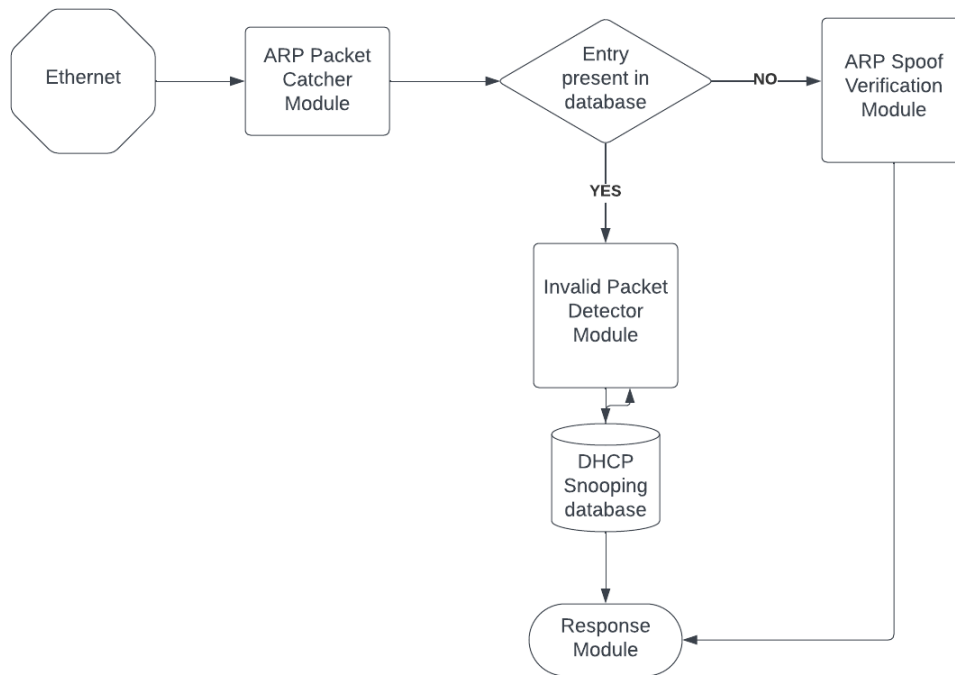 Ethernet
ARP Packet
Catcher
Module
Entry
present in
database
NO
ARP Spoof
Verification
Module
YES
Invalid Packet
Detector
Module
DHCP
Snooping
database
Response
Module